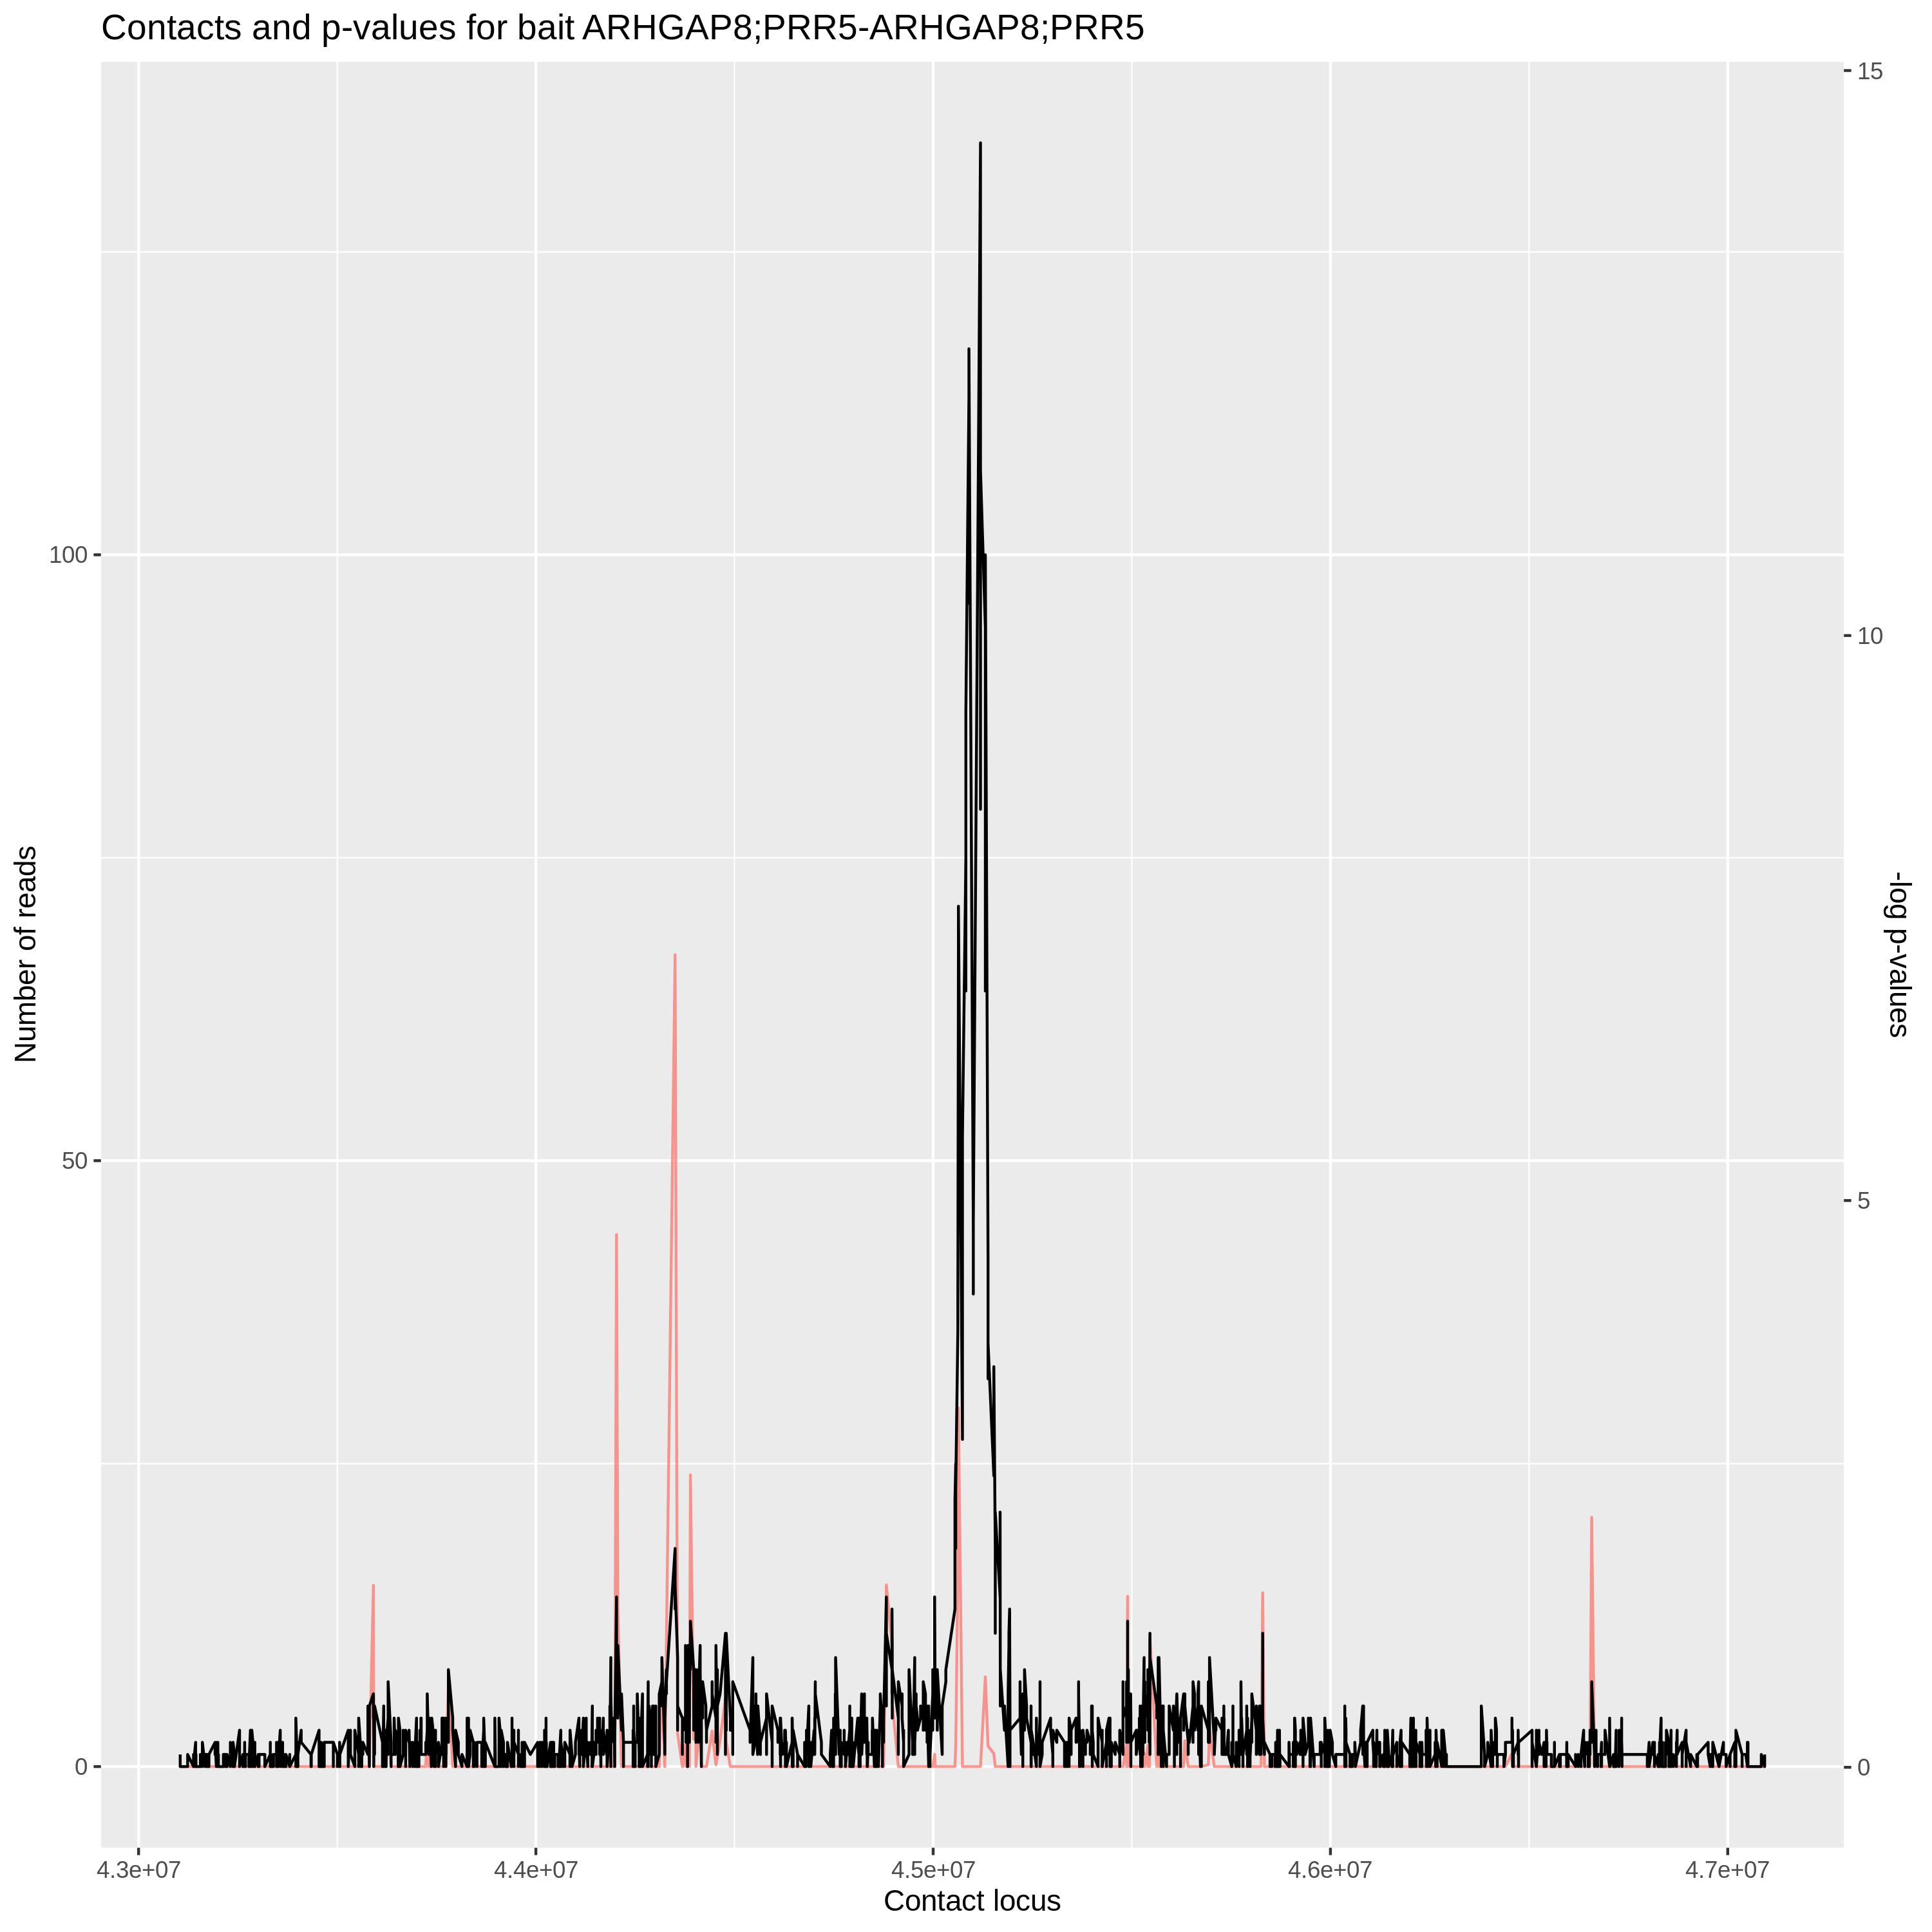 Contacts and p-values for bait ARHGAP8;PRR5-ARHGAP8;PRR5
15
100
10
Number of reads
-log p-values
50
5
0
0
4.3e+07 4.4e+07 4.5e+07 4.6e+07 4.7e+07
Contact locus